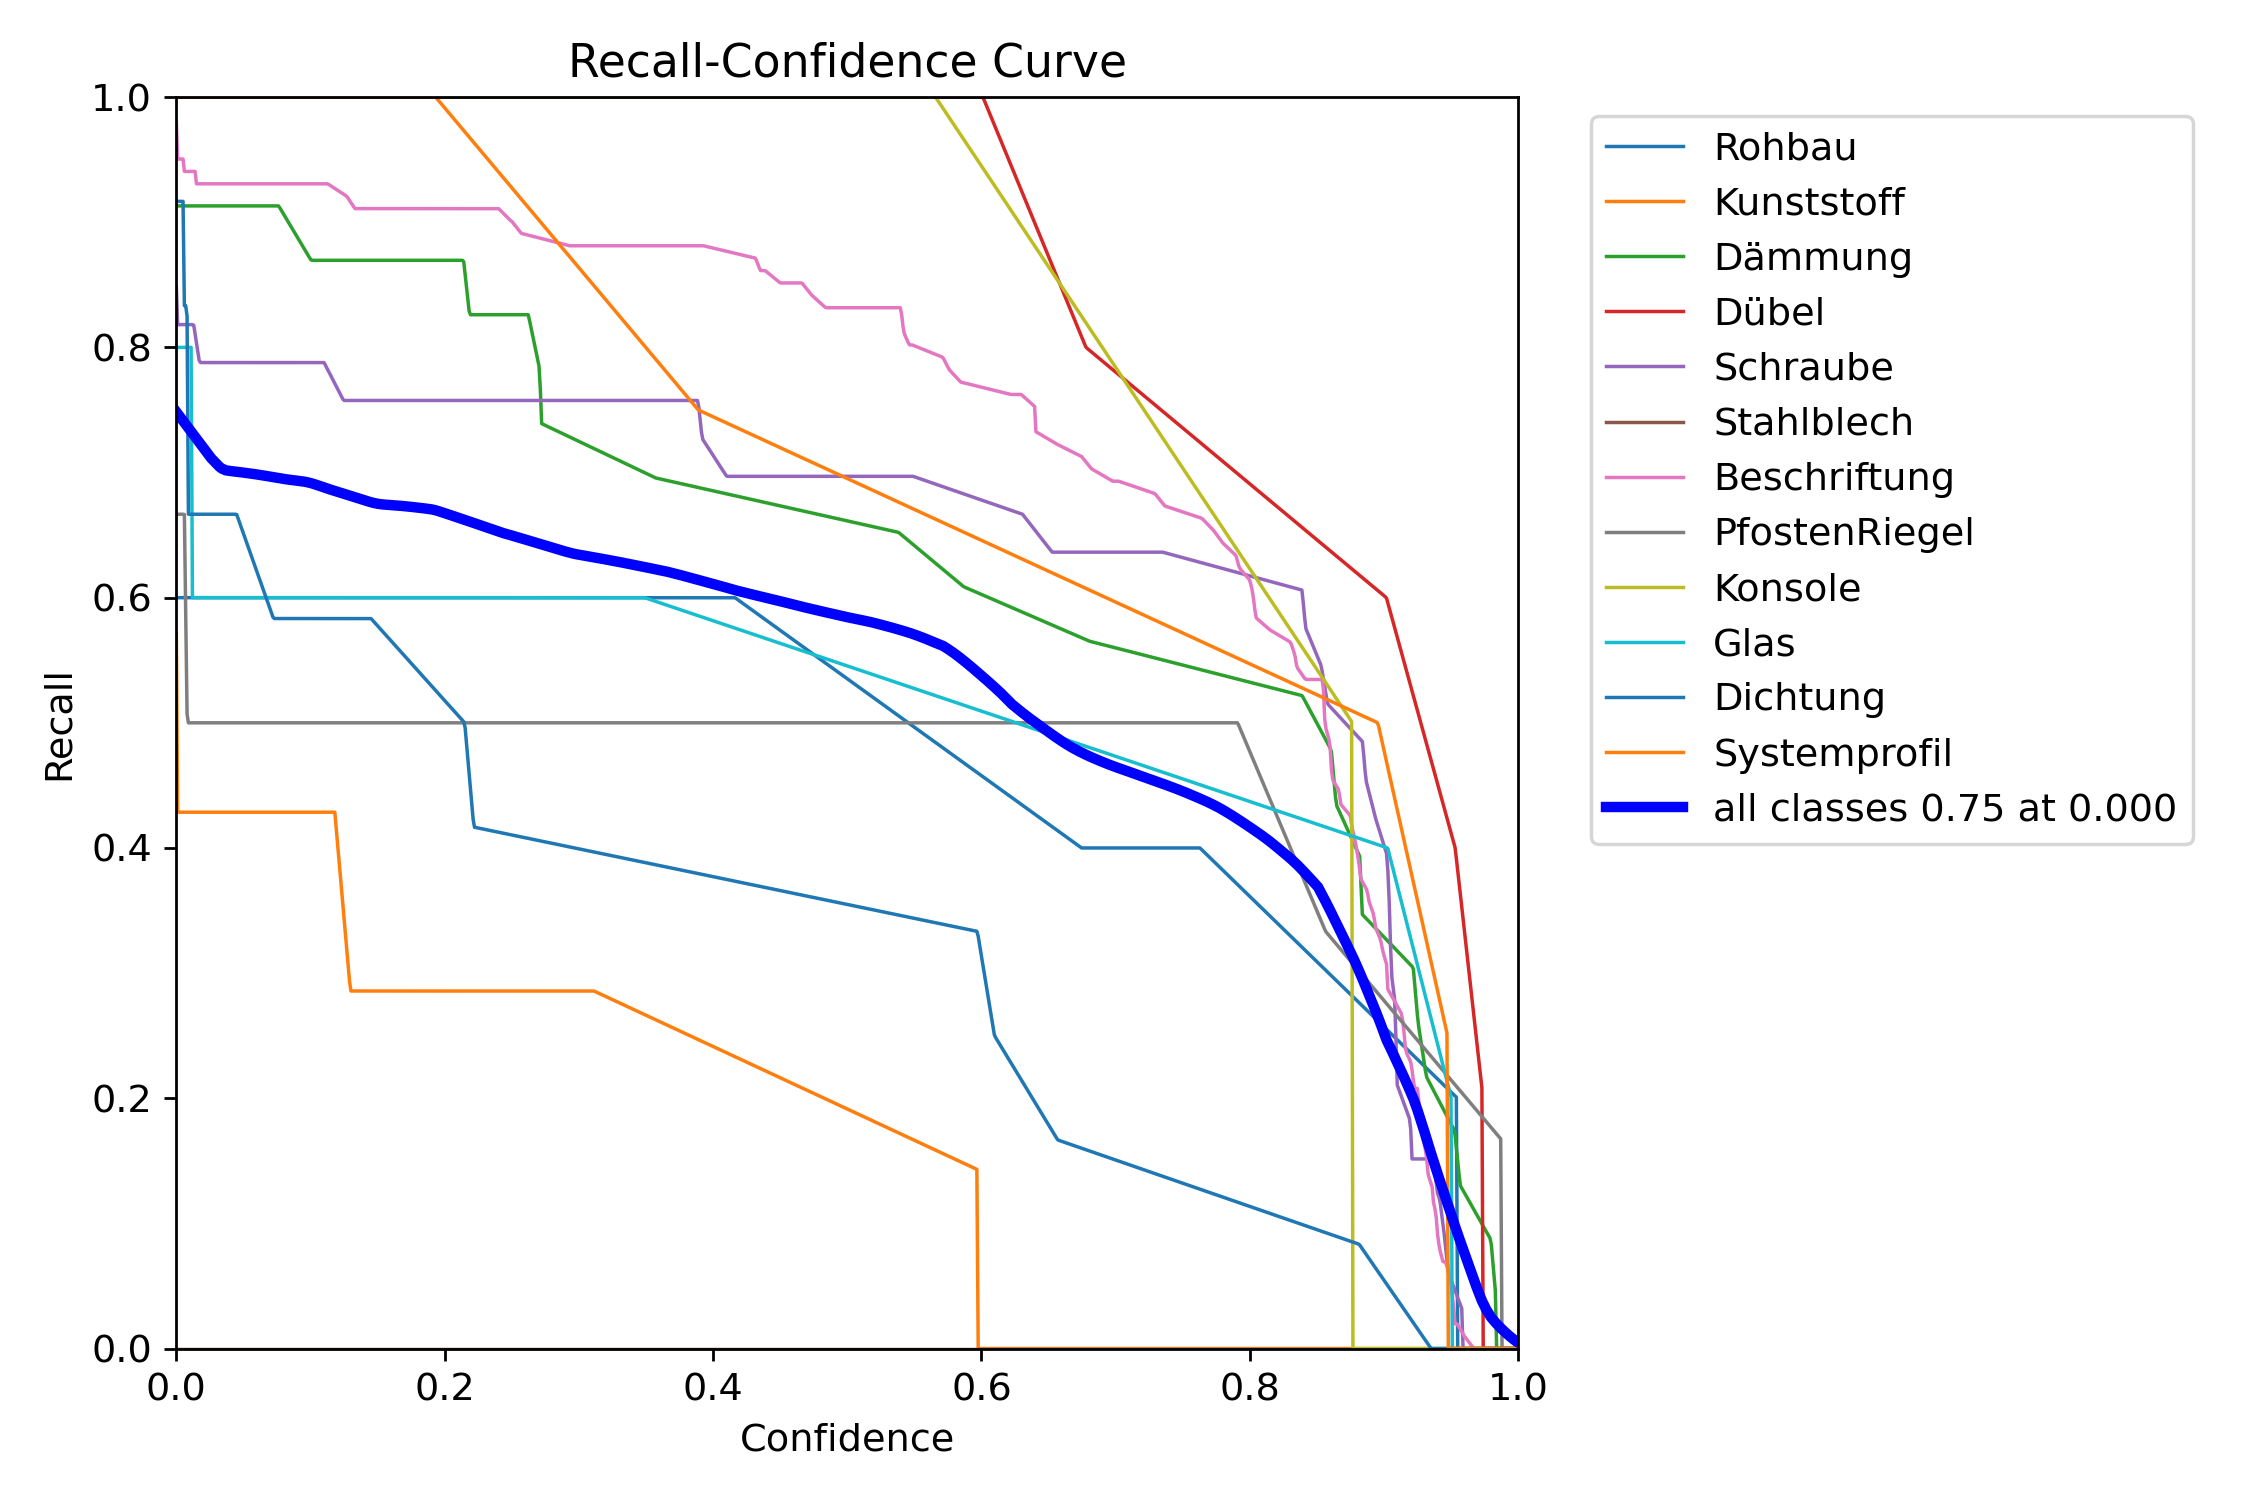 Recall-Confidence Curve
1.0
0.8
0.6
0.4
0.2
0.0
Recall
0.0 0.2 0.4 0.6 0.8 1.0
Confidence
Rohbau
Kunststoff
Dämmung
Dübel
Schraube
Stahlblech
Beschriftung
PfostenRiegel
Konsole
Glas
Dichtung
Systemprofil
all classes 0.75 at 0.000